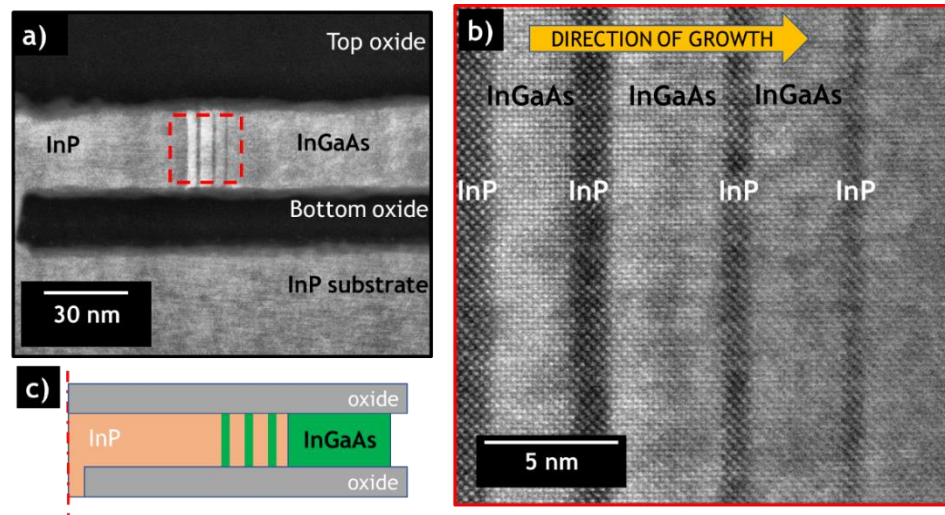 a)
Top oxide
InP
InGaAs
Bottom oxide
InP substrate
30 nm
b)
DIRECTION OF GROWTH
InGaAs
InGaAs
InGaAs
InP
InP
InP
InP
5 nm
c)
oxide
InP
InGaAs
oxide